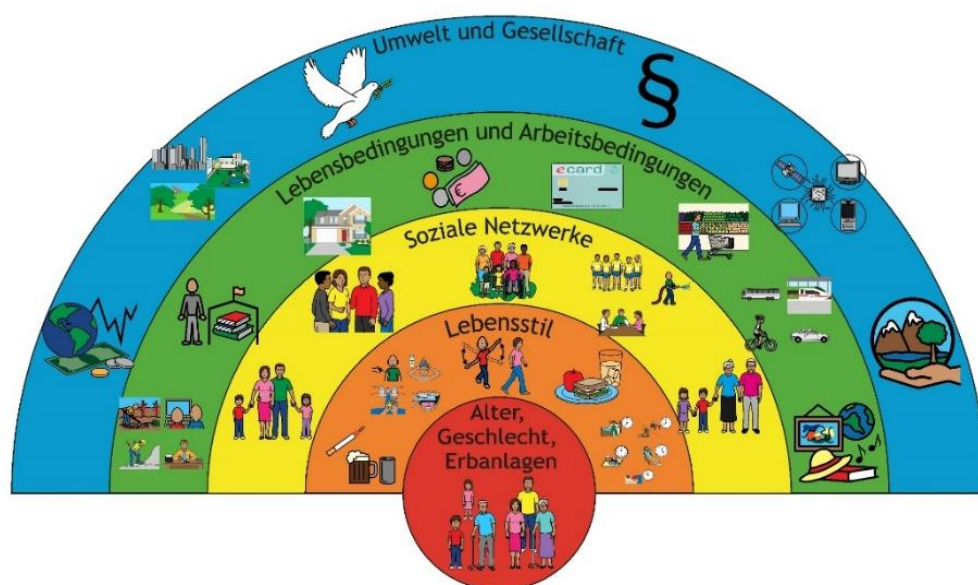 Umwelt und Gesellschaft
§
Lebensbedingungen und Arbeitsbedingungen
€
ecard
Soziale Netzwerke
Lebensstil
Alter,
Geschlecht,
Erbanlagen